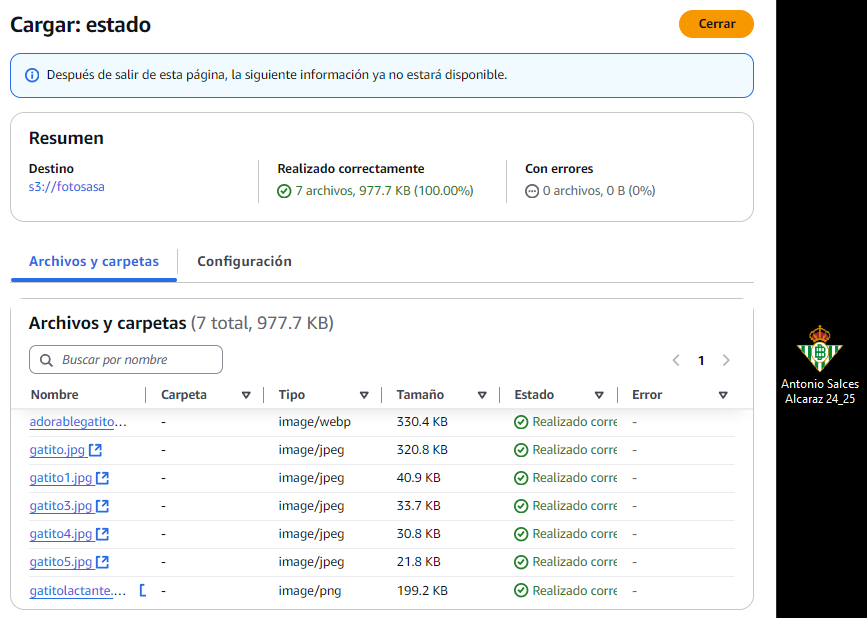 Cargar: estado
Cerrar
Después de salir de esta página, la siguiente información ya no estará disponible.
Resumen
Destino
s3://fotosasa
Realizado correctamente
7 archivos, 977.7 KB (100.00%)
Con errores
0 archivos, 0 B (0%)
Archivos y carpetas
Configuración
Archivos y carpetas (7 total, 977.7 KB)
Buscar por nombre
1
Nombre Carpeta Tipo Tamaño Estado Error
adorablegatito... - image/webp 330.4 KB Realizado corre -
gatito.jpg - image/jpeg 320.8 KB Realizado corre -
gatito1.jpg - image/jpeg 40.9 KB Realizado corre -
gatito3.jpg - image/jpeg 33.7 KB Realizado corre -
gatito4.jpg - image/jpeg 30.8 KB Realizado corre -
gatito5.jpg - image/jpeg 21.8 KB Realizado corre -
gatitolactante.... - image/png 199.2 KB Realizado corre -
Antonio Salces
Alcaraz 24_25